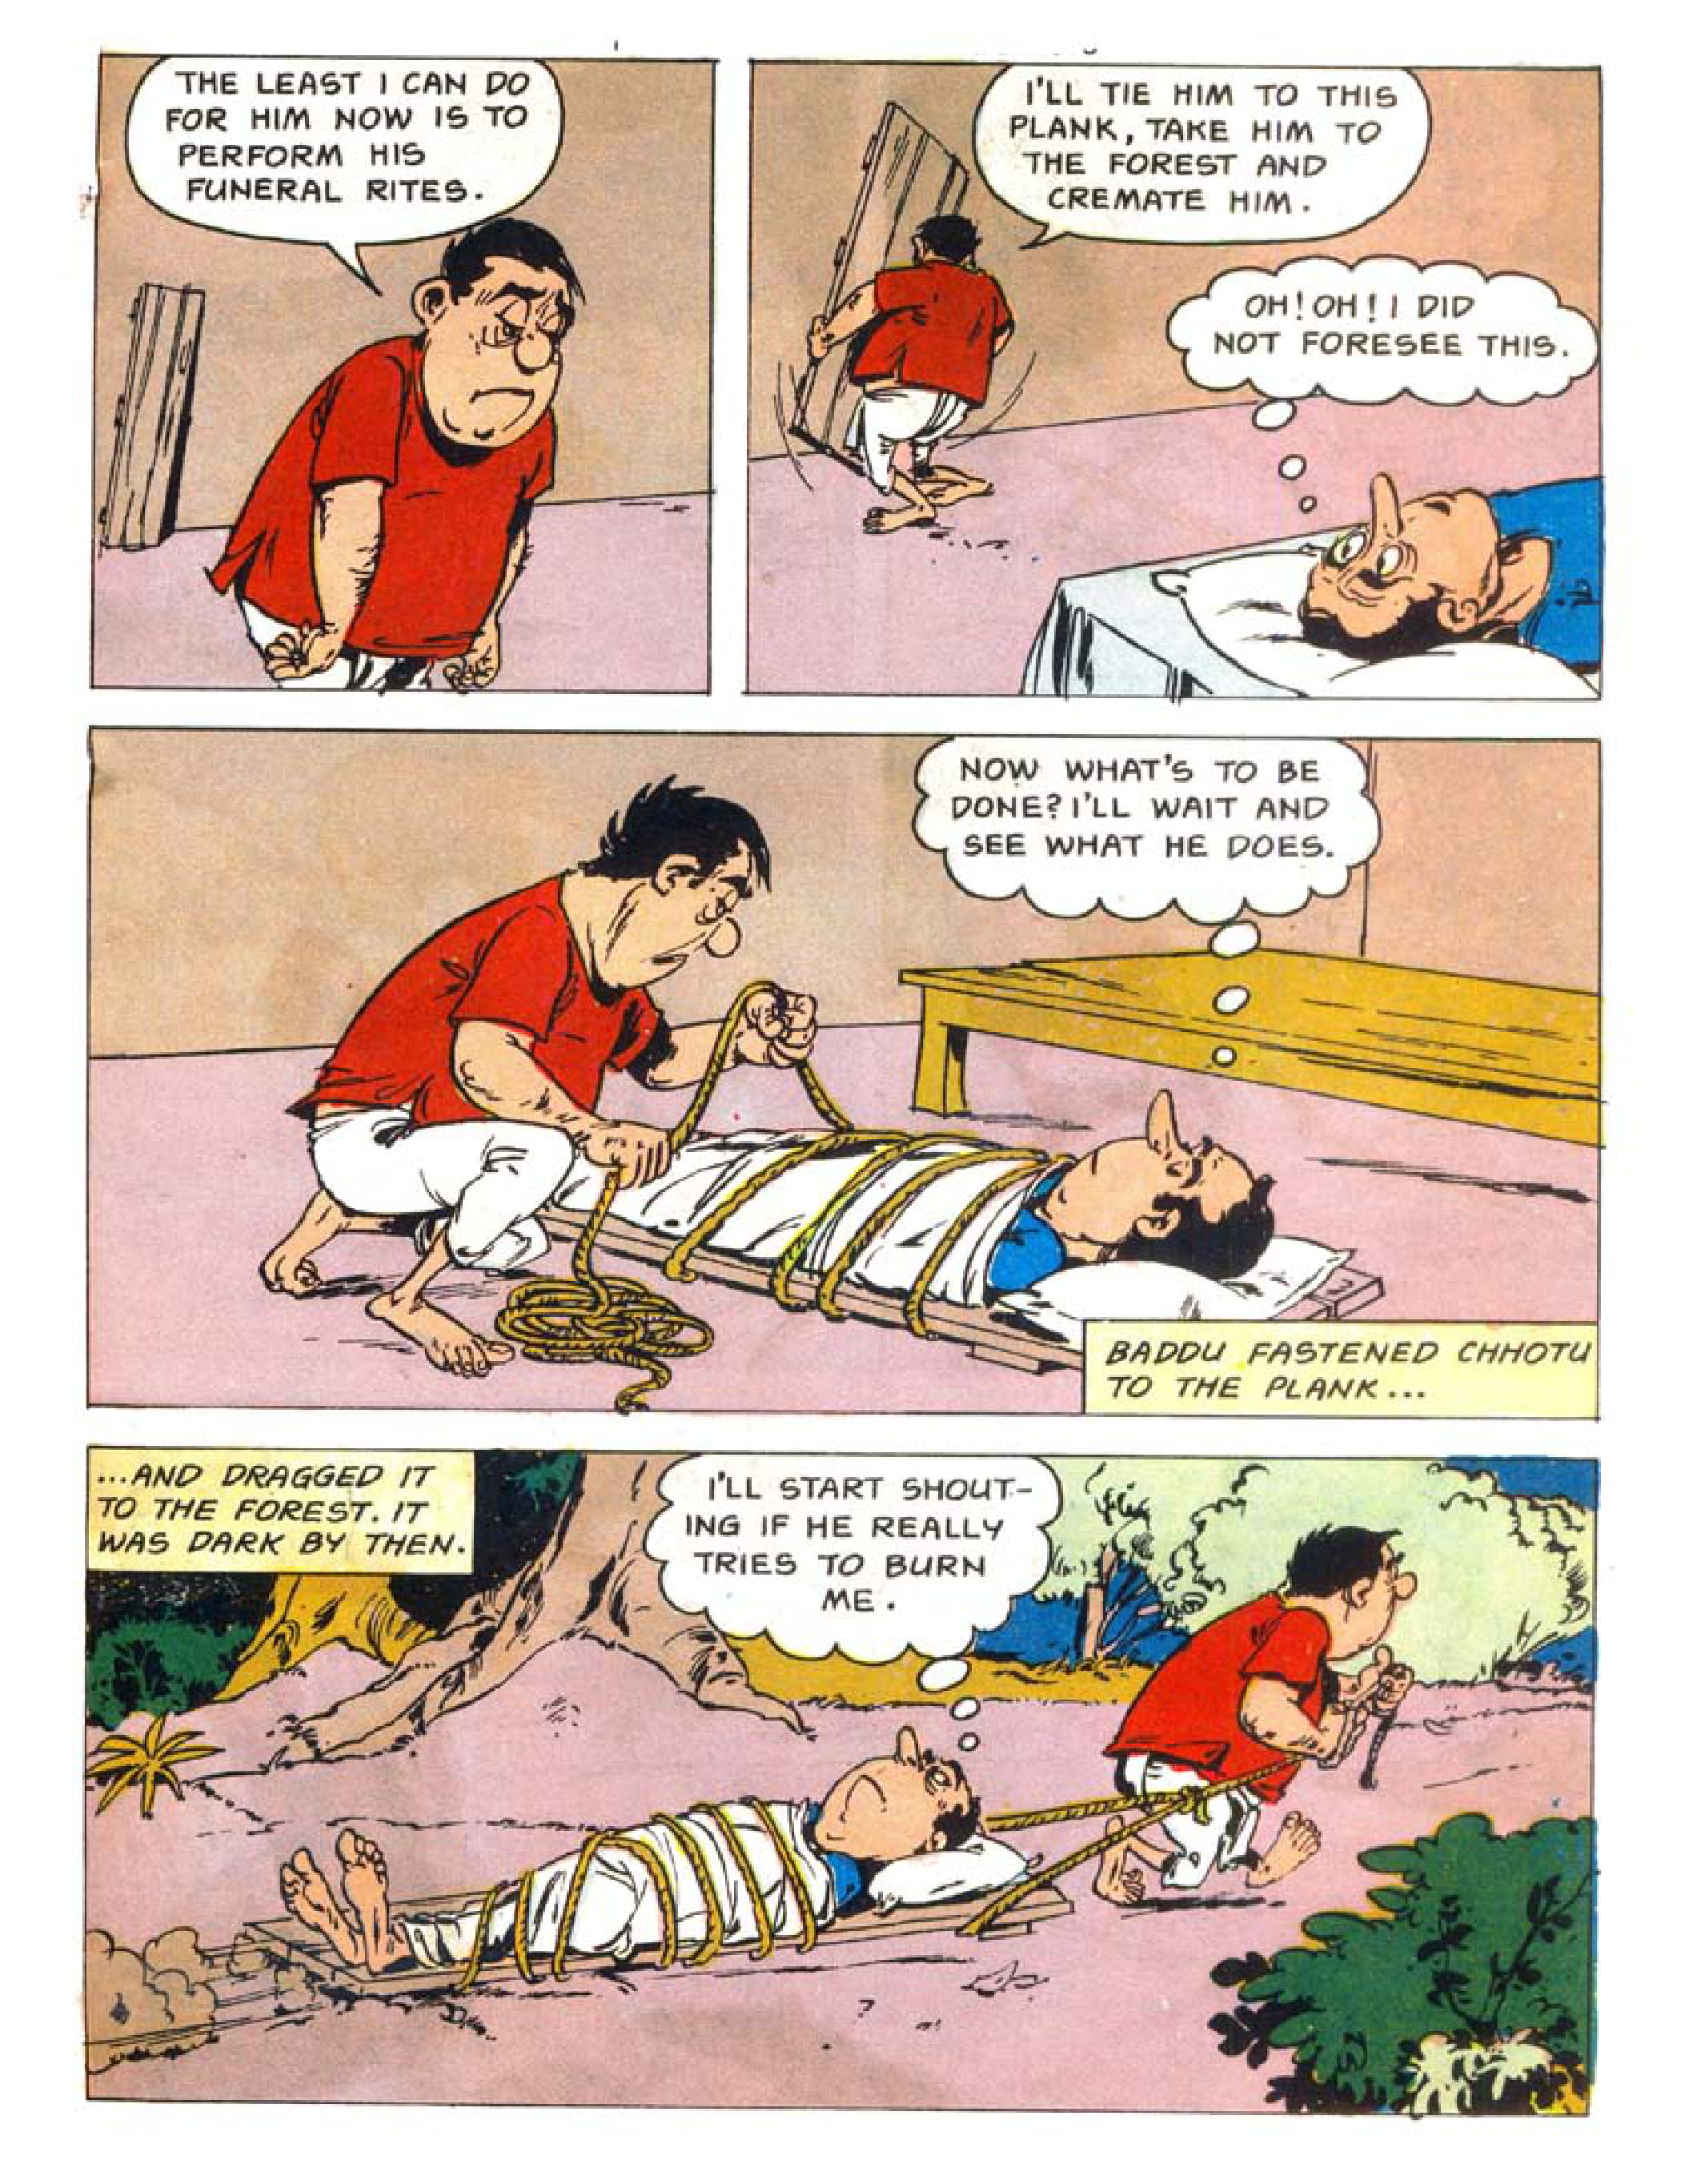 THE LEAST I CAN DO
FOR HIM NOW IS TO
PERFORM HIS
FUNERAL RITES.
I'LL TIE HIM TO THIS
PLANK, TAKE HIM TO
THE FOREST AND
CREMATE HIM.
OH! OH! I DID
NOT FORESEE THIS.
NOW WHAT'S TO BE
DONE? I'LL WAIT AND
SEE WHAT HE DOES.
BADDU FASTENED CHHOTU
TO THE PLANK...
...AND DRAGGED IT
TO THE FOREST. IT
WAS DARK BY THEN.
I'LL START SHOUT-
ING IF HE REALLY
TRIES TO BURN
ME.